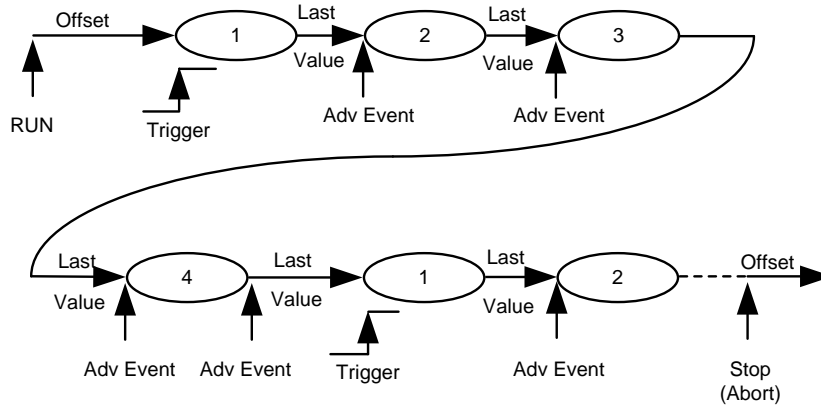 Offset
1
Last
Value
2
Last
Value
3
RUN
Trigger
Adv Event
Adv Event
Last
Value
4
Last
Value
1
Last
Value
2
Offset
Adv Event
Adv Event
Trigger
Adv Event
Stop
(Abort)